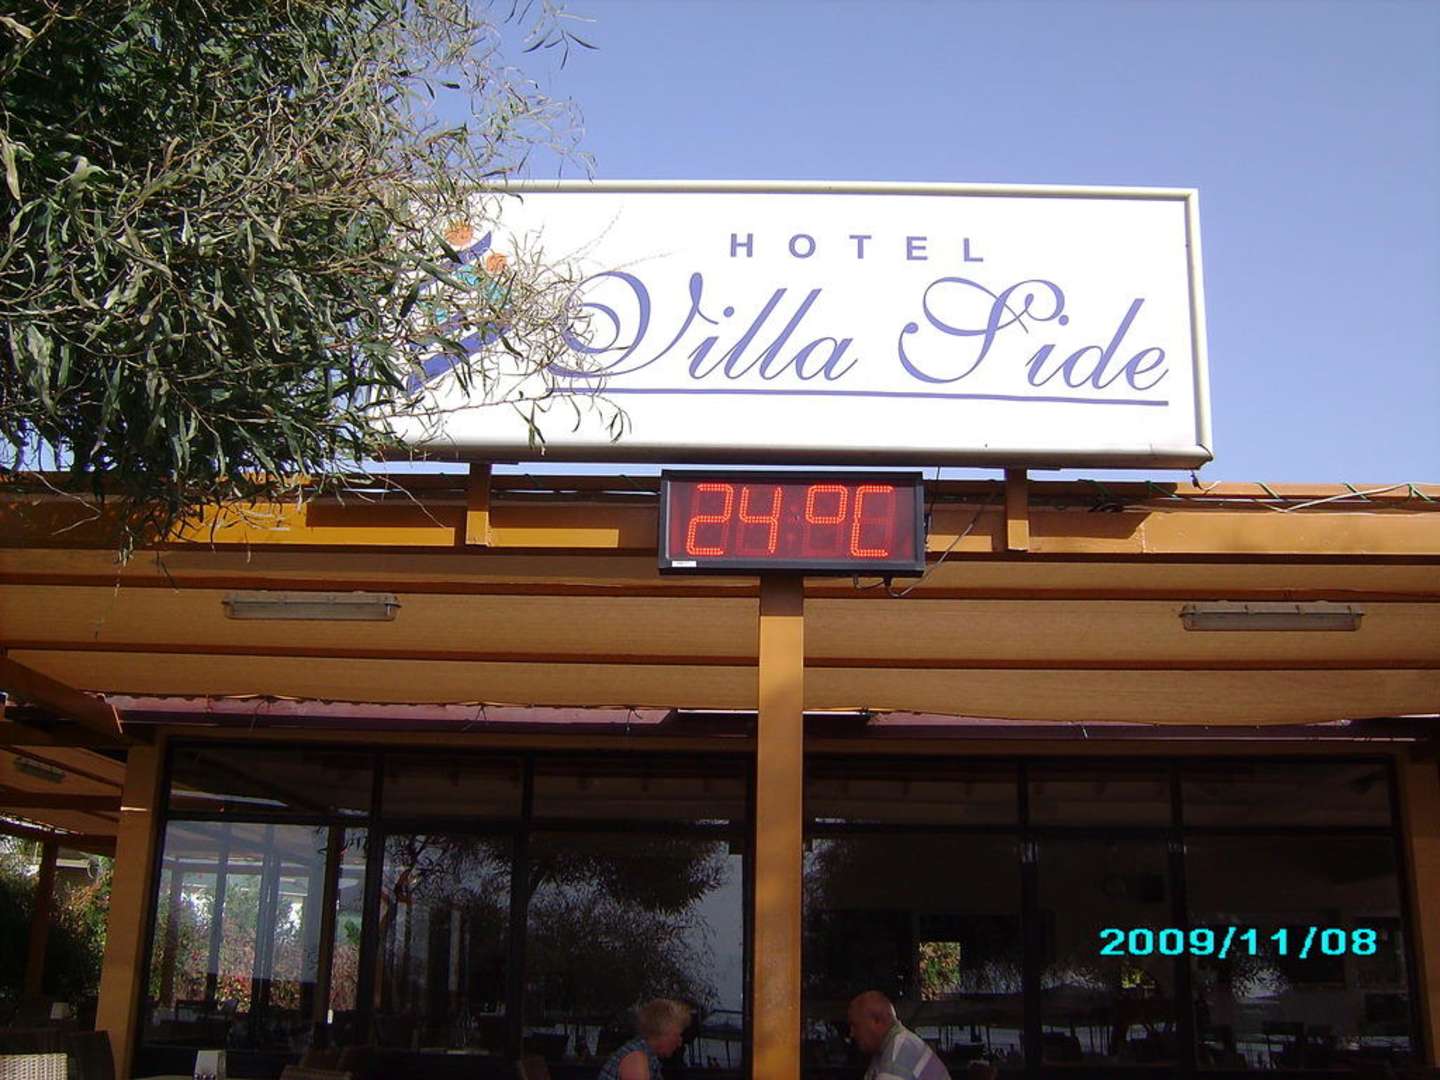 HOTEL
Villa Side
24°C
2009/11/08